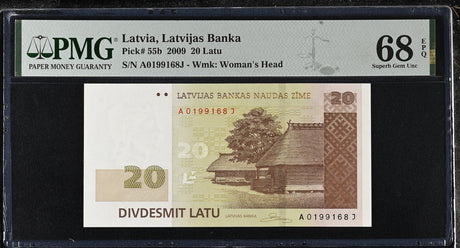 PMG
PAPER MONEY GUARANTY
Latvia, Latvijas Banka
Pick# 55b 2009 20 Latu
S/N A0199168J - Wmk: Woman's Head
68
EPQ
Superb Gem Unc
LATVIJAS BANKAS NAUDAS ZĪME
20
A0199168J
20
Ls
20
DIVDESMIT LATU
LATVIJAS BANKA
A0199168J